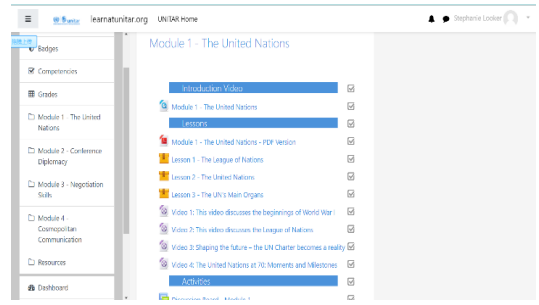 learnatunitar.org UNITAR Home
Stephanie Looker
Badges
Competencies
Grades
Module 1 - The United
Nations
Module 2 - Conference
Diplomacy
Module 3 - Negotiation
Skills
Module 4 -
Cosmopolitan
Communication
Resources
Dashboard
Module 1 - The United Nations
Introduction Video
Module 1 - The United Nations
Lessons
Module 1 - The United Nations - PDF Version
Lesson 1 - The League of Nations
Lesson 2 - The United Nations
Lesson 3 - The UN's Main Organs
Video 1: This video discusses the beginnings of World War I
Video 2: This video discusses the League of Nations
Video 3: Shaping the future – the UN Charter becomes a reality
Video 4: The United Nations at 70: Moments and Milestones
Activities
Discussion Board - Module 1